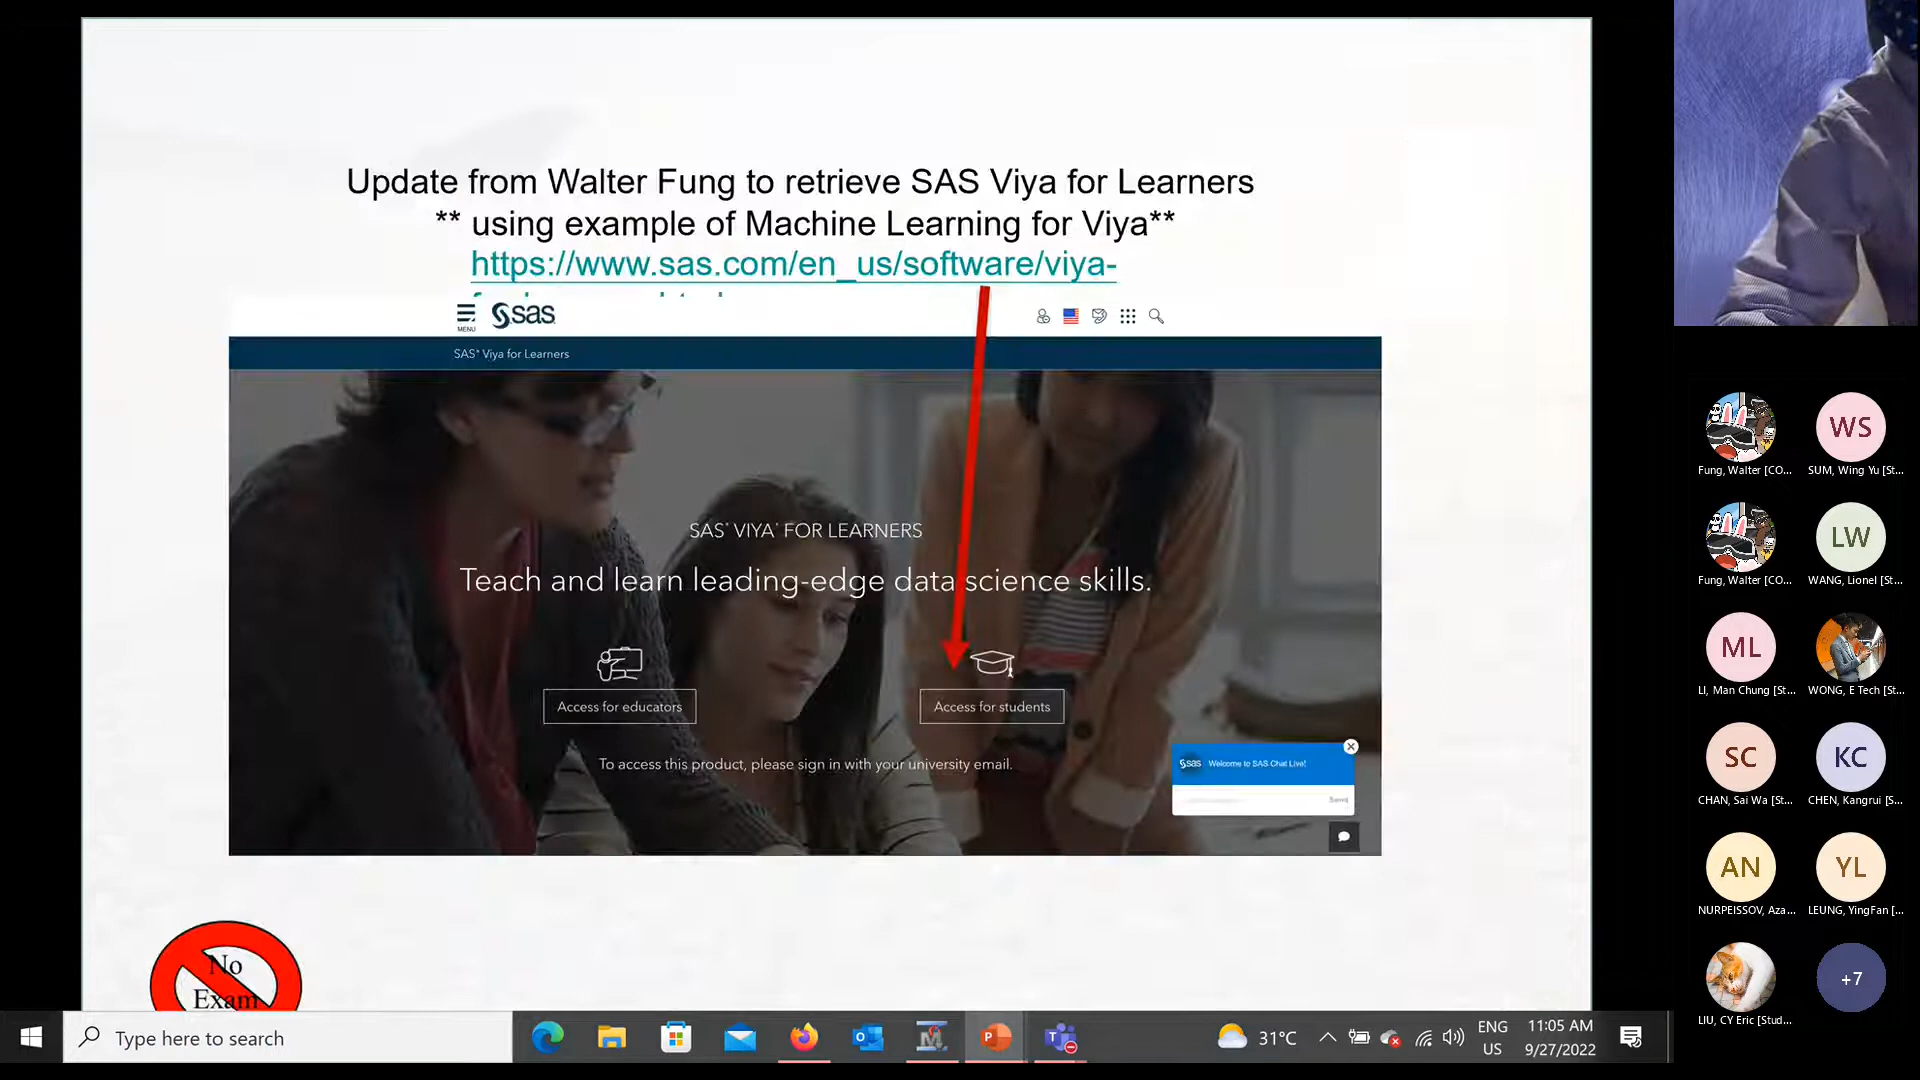 Update from Walter Fung to retrieve SAS Viya for Learners
** using example of Machine Learning for Viya**
https://www.sas.com/en_us/software/viya-
MENU
sas
SAS® Viya for Learners
SAS® VIYA® FOR LEARNERS
Teach and learn leading-edge data science skills.
Access for educators
Access for students
To access this product, please sign in with your university email.
sas Welcome to SAS Chat Live!
Send
No
Exam
Type here to search
31°C
ENG
US
11:05 AM
9/27/2022
Fung, Walter [CO...
WS
SUM, Wing Yu [St...
Fung, Walter [CO...
LW
WANG, Lionel [St...
ML
LI, Man Chung [St...
WONG, E Tech [St...
SC
CHAN, Sai Wa [St...
KC
CHEN, Kangrui [S...
AN
NURPEISSOV, Aza...
YL
LEUNG, YingFan [...
LIU, CY Eric [Stud...
+7